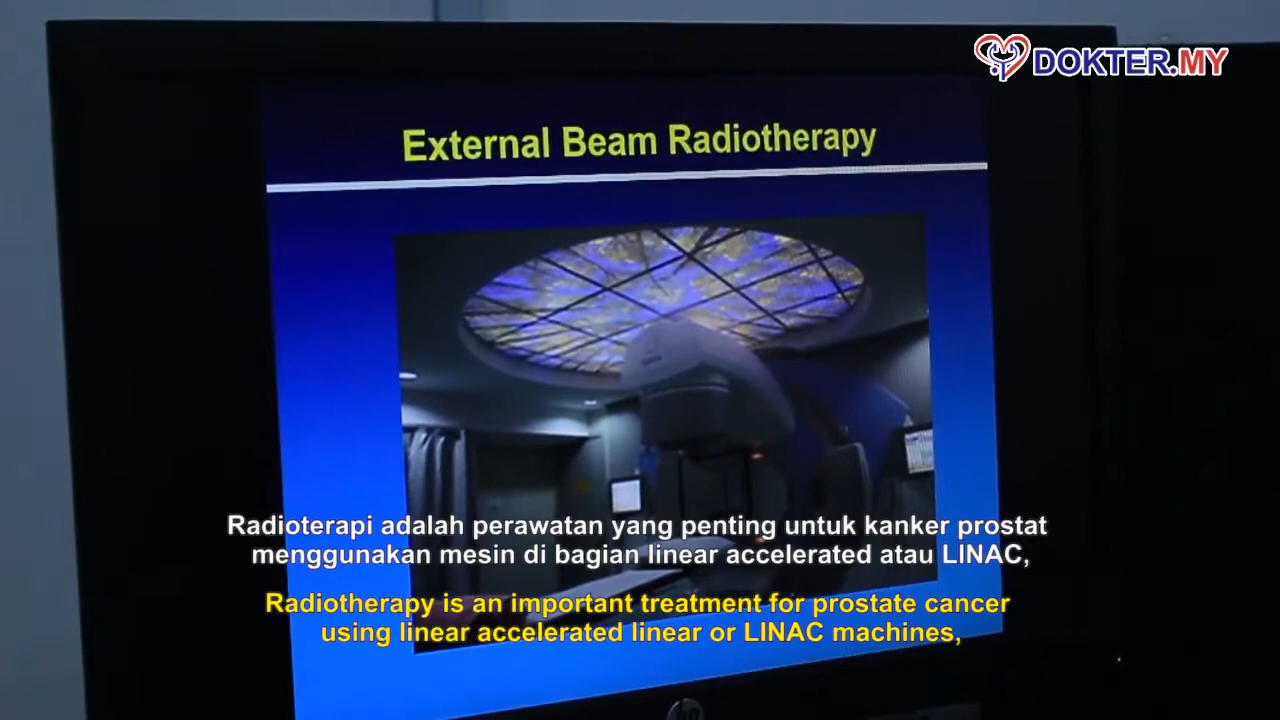 DOKTER.MY
External Beam Radiotherapy
Radioterapi adalah perawatan yang penting untuk kanker prostat
menggunakan mesin di bagian linear accelerated atau LINAC,
Radiotherapy is an important treatment for prostate cancer
using linear accelerated linear or LINAC machines,
hp